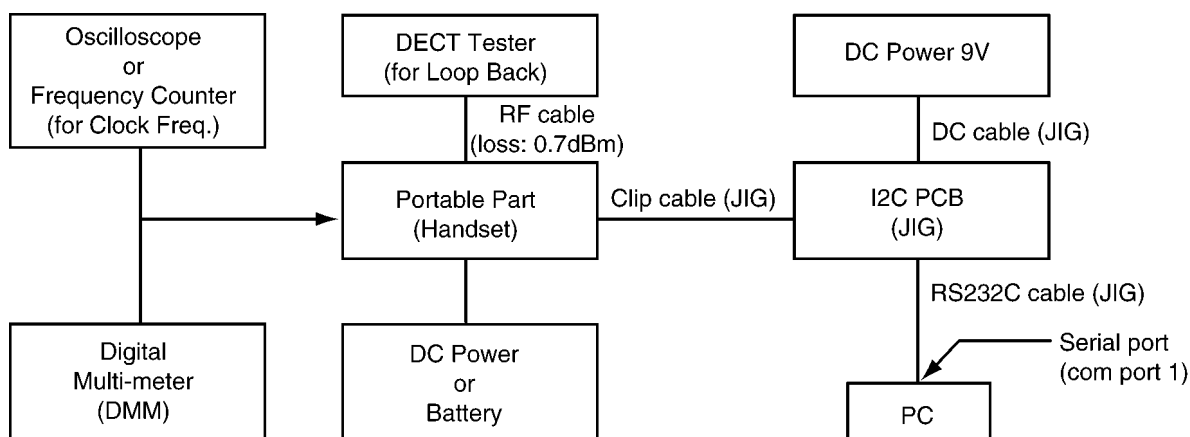 Oscilloscope
or
Frequency Counter
(for Clock Freq.)
DECT Tester
(for Loop Back)
DC Power 9V
RF cable
(loss: 0.7dBm)
DC cable (JIG)
Portable Part
(Handset)
Clip cable (JIG)
I2C PCB
(JIG)
RS232C cable (JIG)
Digital
Multi-meter
(DMM)
DC Power
or
Battery
Serial port
(com port 1)
PC